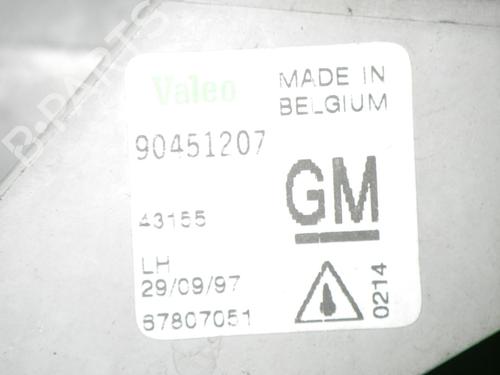 B-PARTS
Valeo
MADE IN
BELGIUM
90451207
GM
43155
LH
29/09/97
67807051
0214